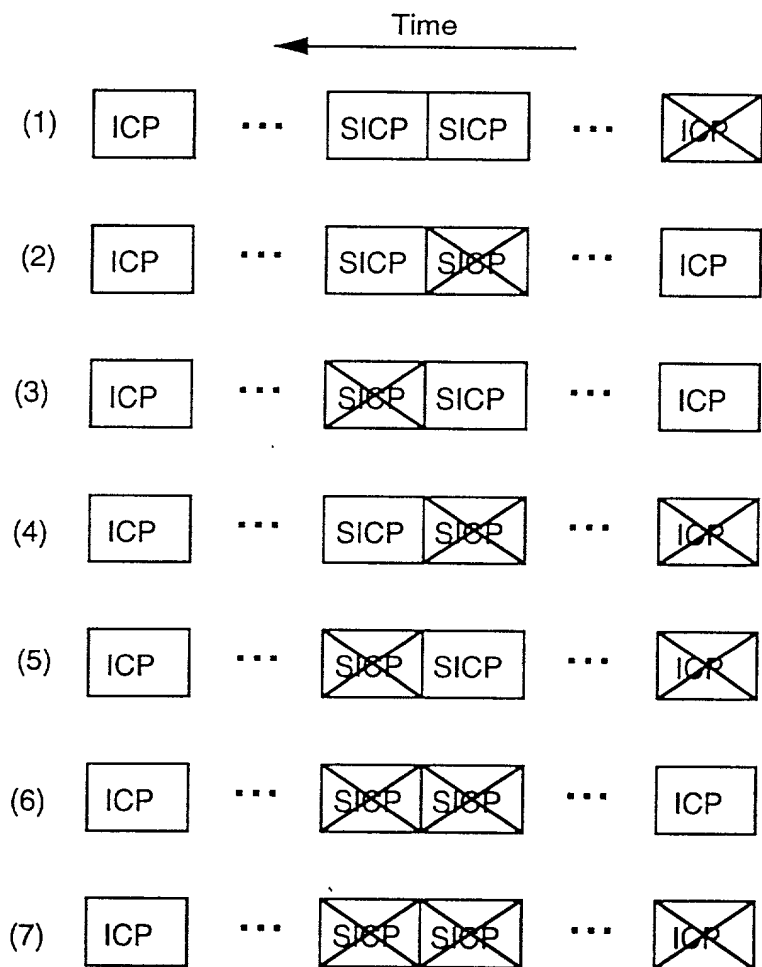 Time
(1) ICP ... SICP SICP ... ICP
(2) ICP ... SICP SICP ... ICP
(3) ICP ... SICP SICP ... ICP
(4) ICP ... SICP SICP ... ICP
(5) ICP ... SICP SICP ... ICP
(6) ICP ... SICP SICP ... ICP
(7) ICP ... SICP SICP ... ICP